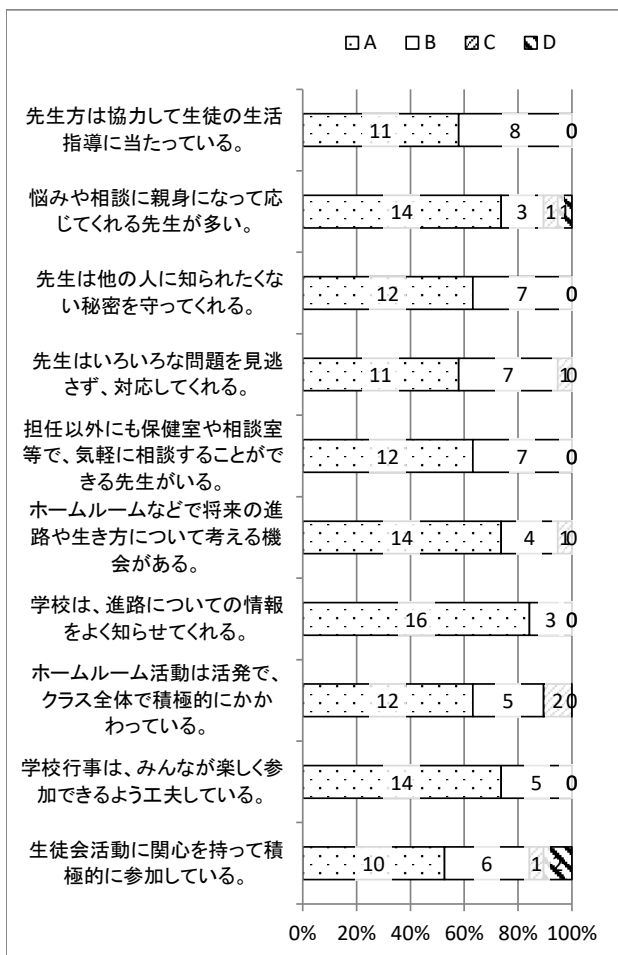 A B C D
先生方は協力して生徒の生活
指導に当たっている。
11 8 0
悩みや相談に親身になって応
じてくれる先生が多い。
14 3 1 1
先生は他の人に知られたくな
い秘密を守ってくれる。
12 7 0
先生はいろいろな問題を見逃
さず、対応してくれる。
11 7 1 0
担任以外にも保健室や相談室
等で、気軽に相談することがで
きる先生がいる。
12 7 0
ホームルームなどで将来の進
路や生き方について考える機
会がある。
14 4 1 0
学校は、進路についての情報
をよく知らせてくれる。
16 3 0
ホームルーム活動は活発で、
クラス全体で積極的にかか
わっている。
12 5 2 0
学校行事は、みんなが楽しく参
加できるよう工夫している。
14 5 0
生徒会活動に関心を持って積
極的に参加している。
10 6 1 2
0% 20% 40% 60% 80% 100%